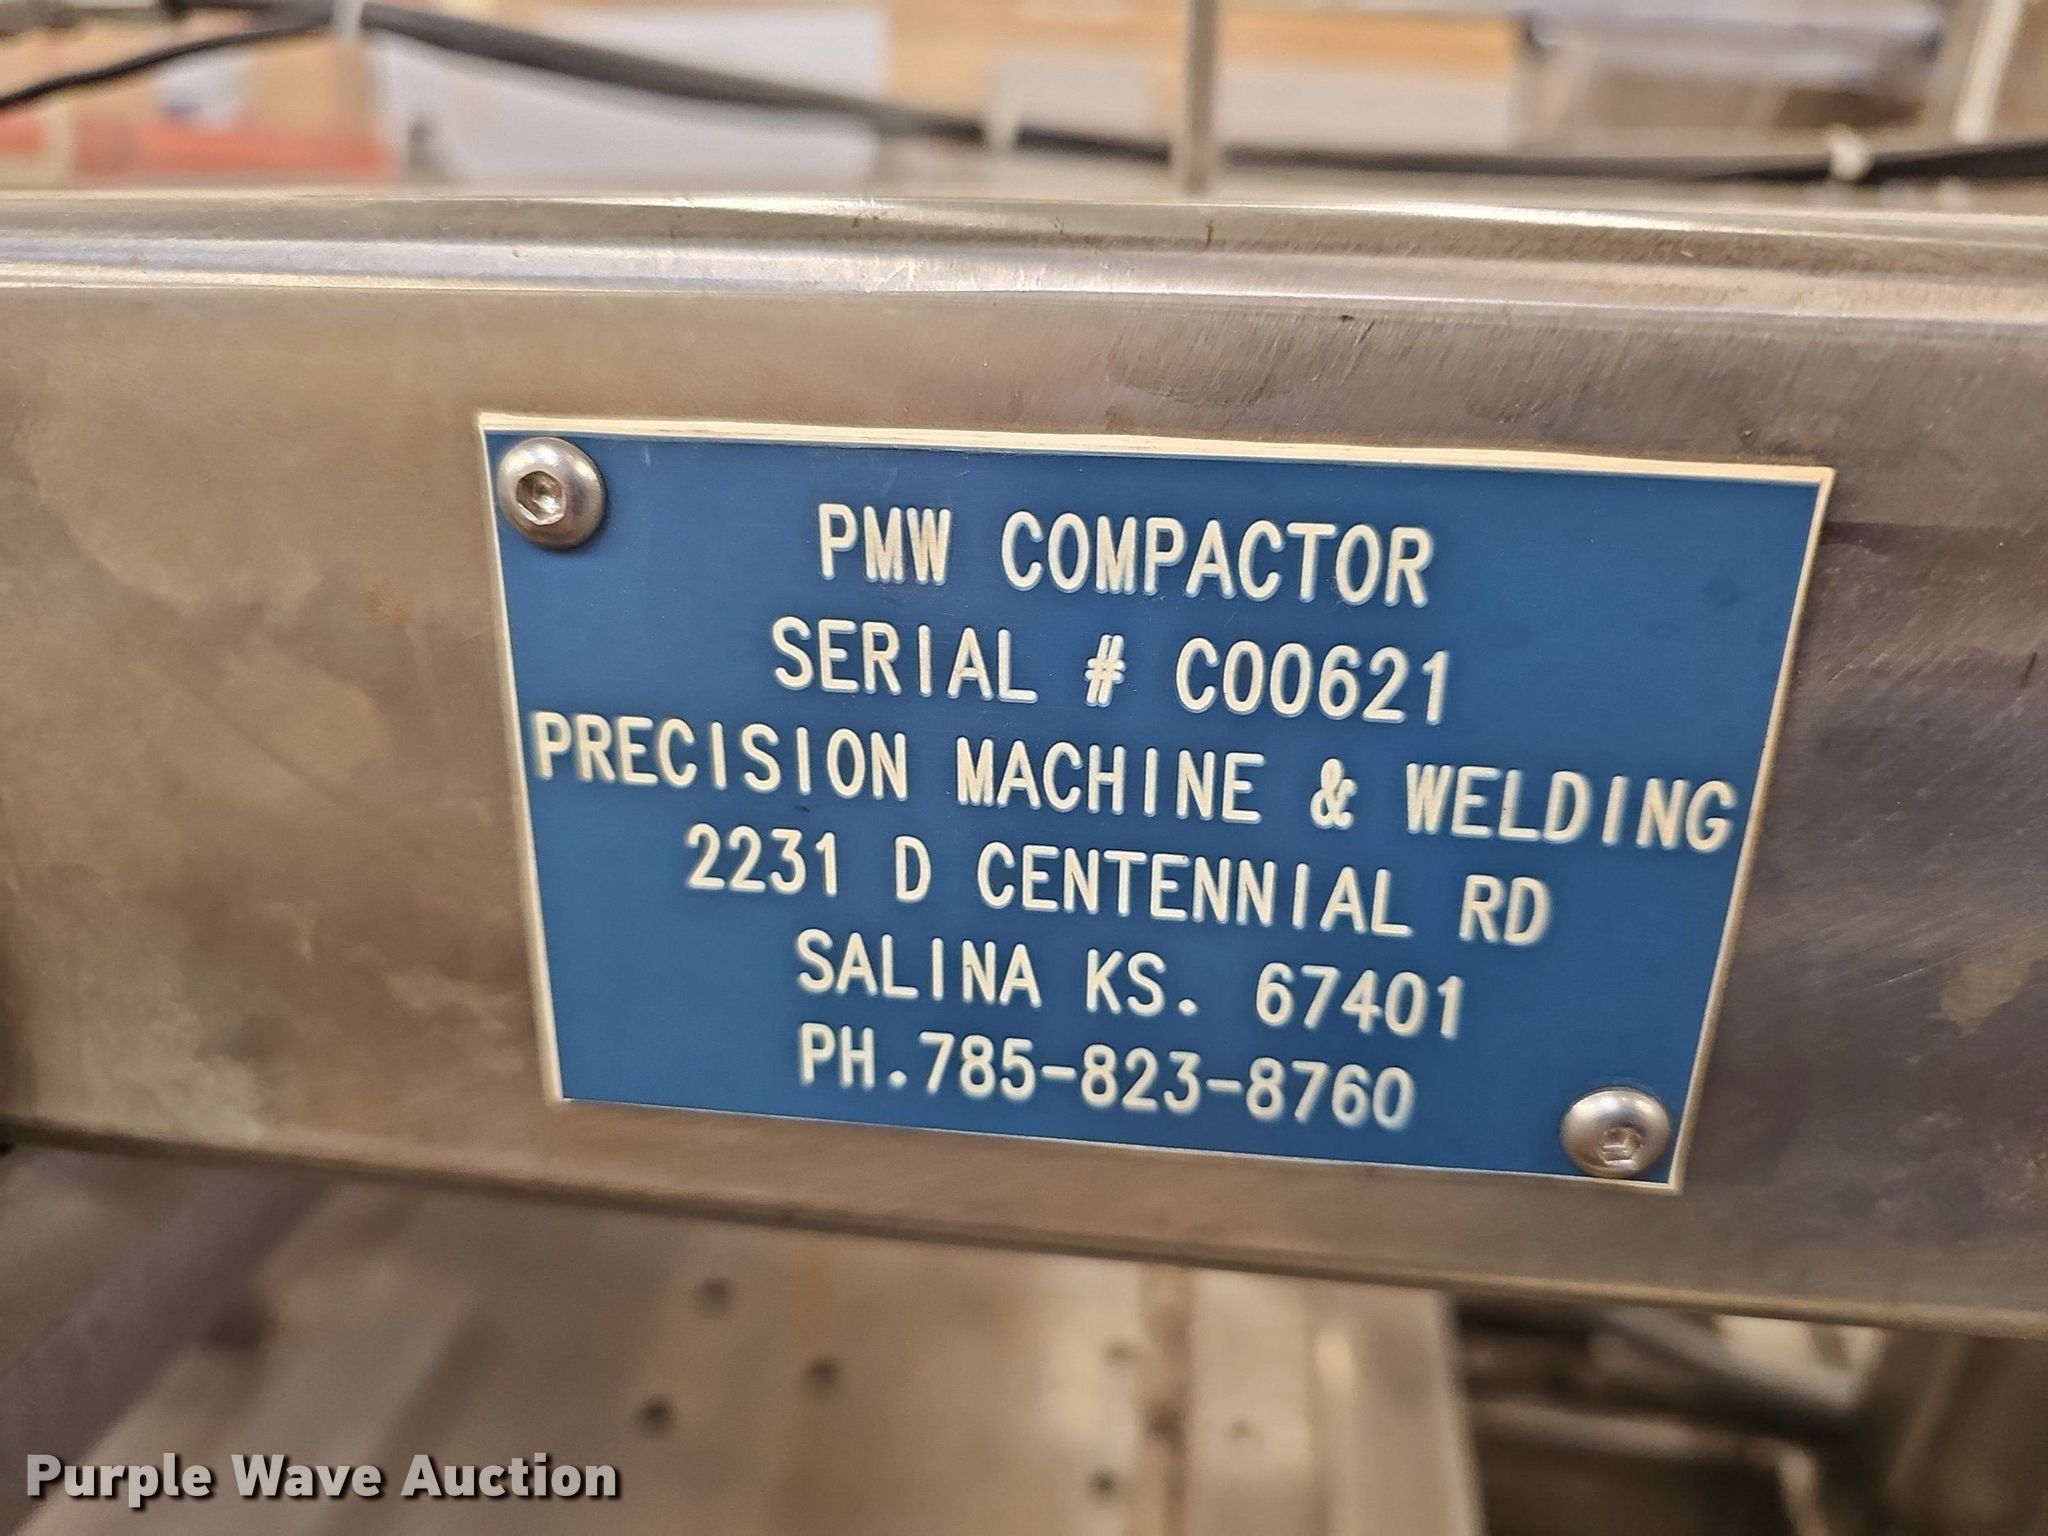 PMW COMPACTOR
SERIAL # C00621
PRECISION MACHINE & WELDING
2231 D CENTENNIAL RD
SALINA KS. 67401
PH.785-823-8760
Purple Wave Auction